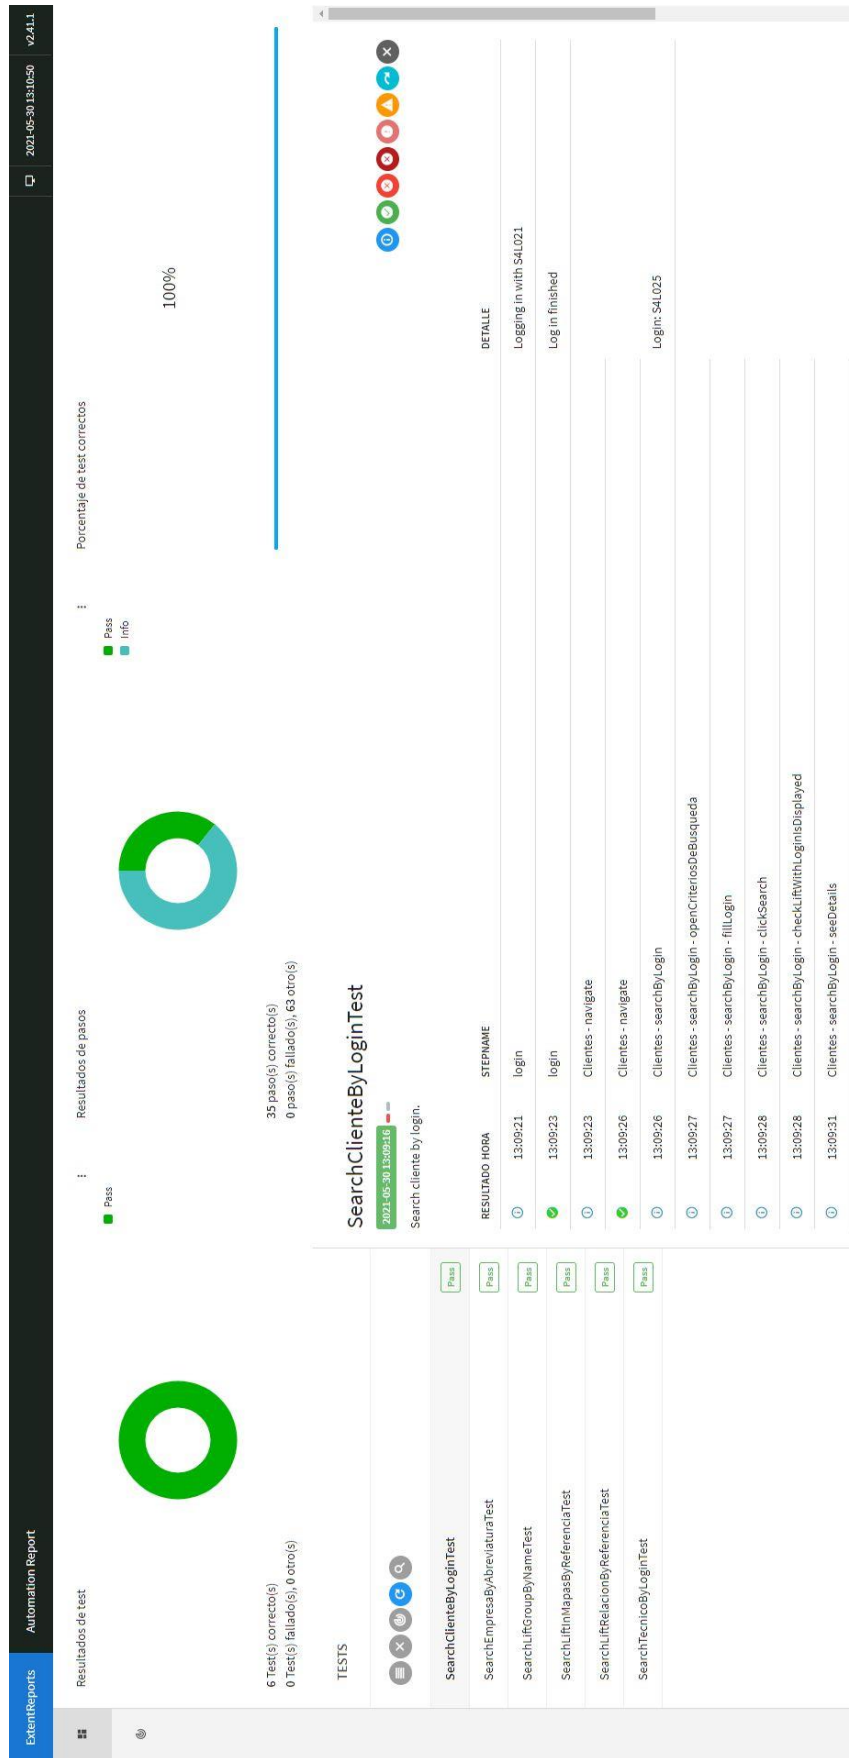 ExtentReports
Automation Report
2021-05-30 13:10:50
v2.41.1
Resultados de test
Pass
6 Test(s) correcto(s)
0 Test(s) fallado(s), 0 otro(s)
Resultados de pasos
Pass
Info
35 paso(s) correcto(s)
0 paso(s) fallado(s), 63 otro(s)
Porcentaje de test correctos
100%
TESTS
SearchClienteByLoginTest Pass
SearchEmpresaByAbreviaturaTest Pass
SearchLiftGroupByNameTest Pass
SearchLiftInMapasByReferenciaTest Pass
SearchLiftRelacionByReferenciaTest Pass
SearchTecnicoByLoginTest Pass
SearchClienteByLoginTest
2021-05-30 13:09:16
Search cliente by login.
RESULTADO HORA STEPNAME DETALLE
13:09:21 login Logging in with S4L021
13:09:23 login Log in finished
13:09:23 Clientes - navigate
13:09:26 Clientes - navigate
13:09:26 Clientes - searchByLogin Login: S4L025
13:09:27 Clientes - searchByLogin - openCriteriosDeBusqueda
13:09:27 Clientes - searchByLogin - fillLogin
13:09:28 Clientes - searchByLogin - clickSearch
13:09:28 Clientes - searchByLogin - checkLiftWithLoginIsDisplayed
13:09:31 Clientes - searchByLogin - seeDetails